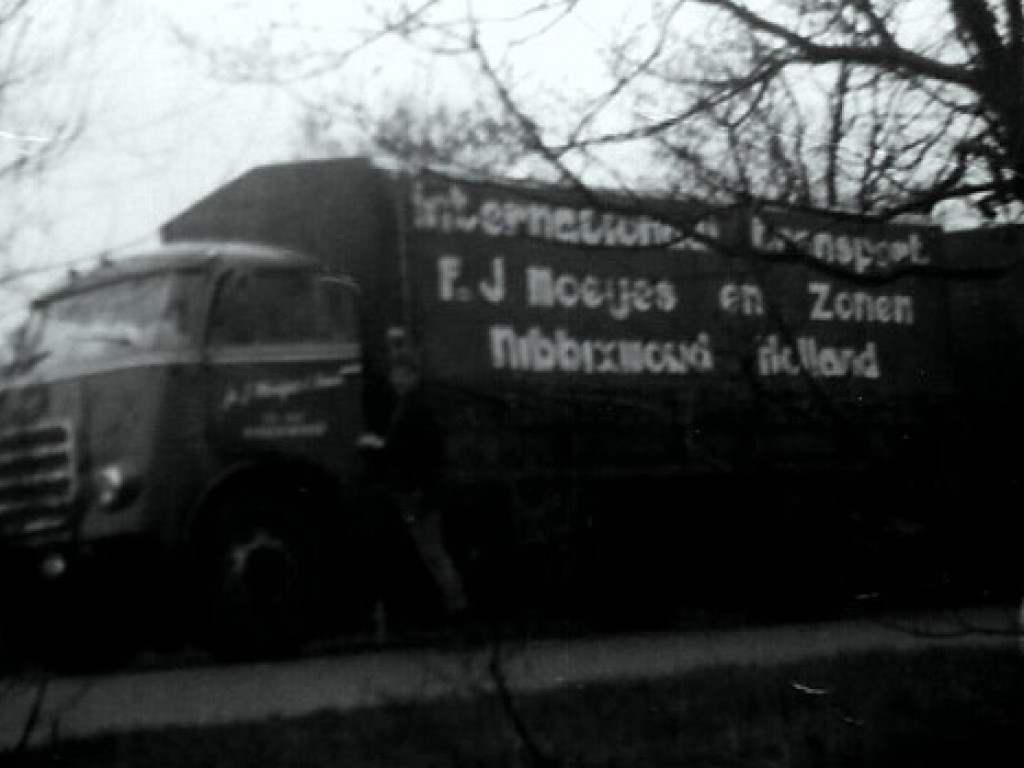 Internationaal transport
F.J Moeyes en Zonen
Nibbixwoud Holland